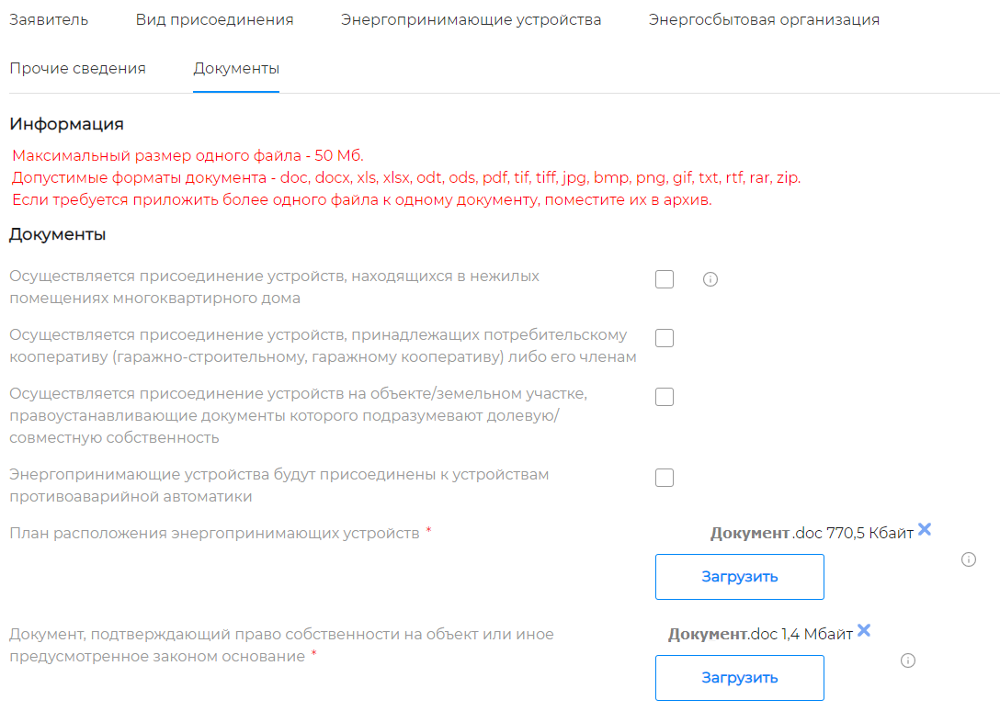 Заявитель Вид присоединения Энергопринимающие устройства Энергосбытовая организация
Прочие сведения Документы
Информация
Максимальный размер одного файла - 50 Мб.
Допустимые форматы документа - doc, docx, xls, xlsx, odt, ods, pdf, tif, tiff, jpg, bmp, png, gif, txt, rtf, rar, zip.
Если требуется приложить более одного файла к одному документу, поместите их в архив.
Документы
Осуществляется присоединение устройств, находящихся в нежилых
помещениях многоквартирного дома
Осуществляется присоединение устройств, принадлежащих потребительскому
кооперативу (гаражно-строительному, гаражному кооперативу) либо его членам
Осуществляется присоединение устройств на объекте/земельном участке,
правоустанавливающие документы которого подразумевают долевую/
совместную собственность
Энергопринимающие устройства будут присоединены к устройствам
противоаварийной автоматики
План расположения энергопринимающих устройств * Документ.doc 770,5 Кбайт
Загрузить
Документ, подтверждающий право собственности на объект или иное
предусмотренное законом основание *
Документ.doc 1,4 Мбайт
Загрузить